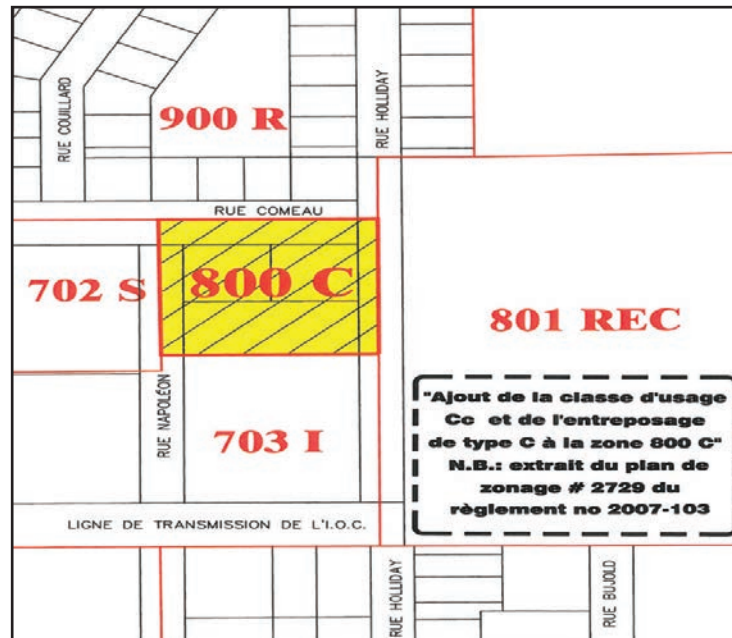 RUE COUILLARD
900 R
RUE HOLLIDAY
RUE COMEAU
702 S
800 C
801 REC
RUE NAPOLÉON
703 I
"Ajout de la classe d'usage
Cc et de l'entreposage
de type C à la zone 800 C"
N.B.: extrait du plan de
zonage # 2729 du
règlement no 2007-103
LIGNE DE TRANSMISSION DE L'I.O.C.
RUE HOLLIDAY
RUE BUJOLD